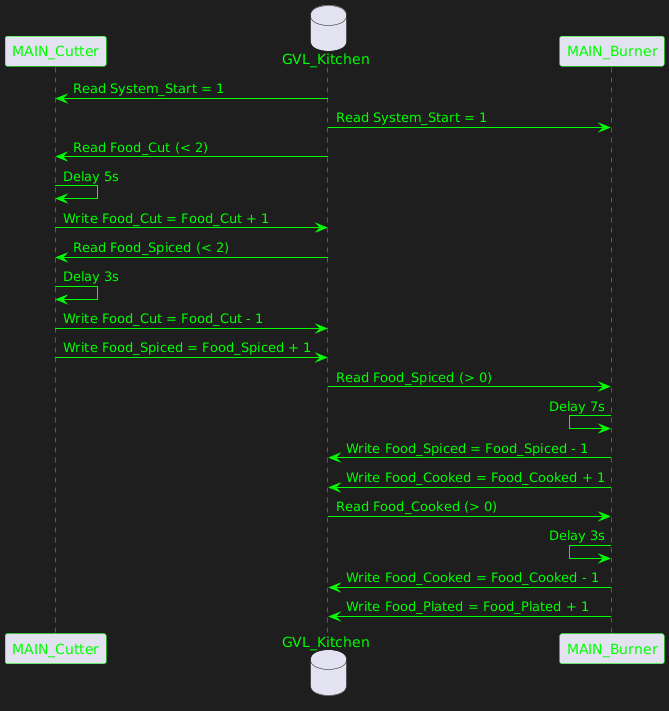 GVL_Kitchen
MAIN_Cutter
MAIN_Burner
Read System_Start = 1
Read System_Start = 1
Read Food_Cut (< 2)
Delay 5s
Write Food_Cut = Food_Cut + 1
Read Food_Spiced (< 2)
Delay 3s
Write Food_Cut = Food_Cut - 1
Write Food_Spiced = Food_Spiced + 1
Read Food_Spiced (> 0)
Delay 7s
Write Food_Spiced = Food_Spiced - 1
Write Food_Cooked = Food_Cooked + 1
Read Food_Cooked (> 0)
Delay 3s
Write Food_Cooked = Food_Cooked - 1
Write Food_Plated = Food_Plated + 1
GVL_Kitchen
MAIN_Cutter
MAIN_Burner